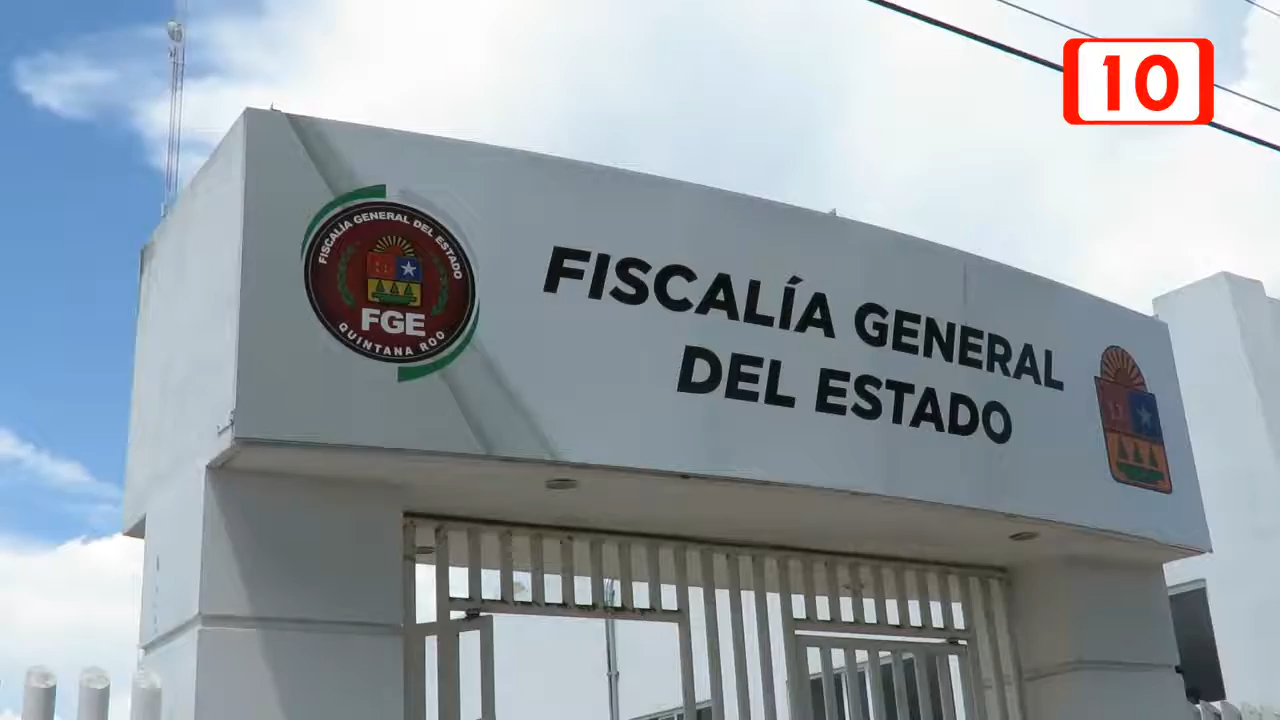 10
FISCALÍA GENERAL DEL ESTADO
FGE
QUINTANA ROO
FISCALÍA GENERAL
DEL ESTADO